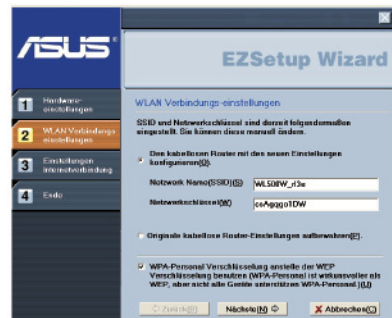 ASUS
EZSetup Wizard
1 Hardware-einstellungen
2 WLAN Verbindungs-einstellungen
3 Einstellungen Internetverbindung
4 Ende
WLAN Verbindungs-einstellungen
SSID und Netzwerkschlüssel sind derzeit folgendermaßen
eingestellt. Sie können diese manuell ändern.
Den kabellosen Router mit den neuen Einstellungen
konfigurieren(O).
Netzwerk Name(SSID)(S)
Netzwerkschlüssel(W)
Originale kabellose Router-Einstellungen aufbewahren(P).
WPA-Personal Verschlüsselung anstelle der WEP
Verschlüsselung benutzen (WPA-Personal ist wirkungsvoller als
WEP, aber nicht alle Geräte unterstützen WPA-Personal.)(U)
Zurück(B) Nächste(N) Abbrechen(C)